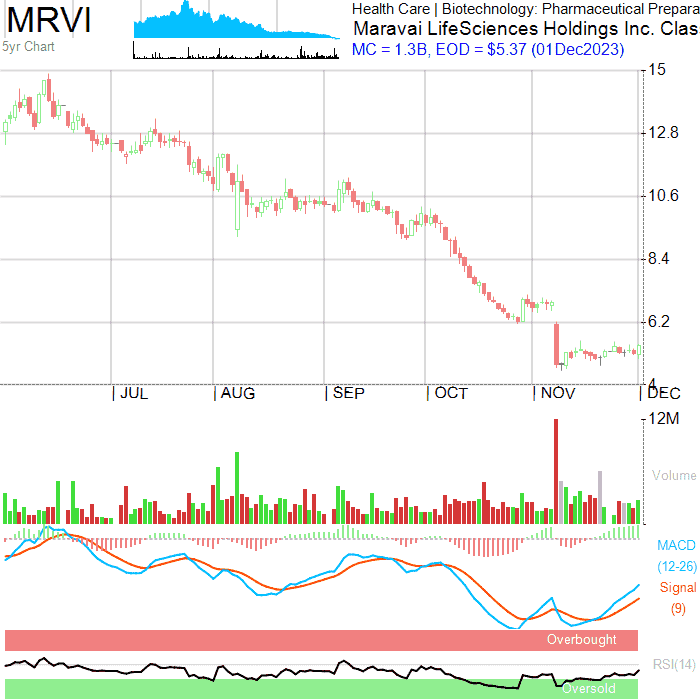 MRVI
5yr Chart
Health Care | Biotechnology: Pharmaceutical Prepara
Maravai LifeSciences Holdings Inc. Clas
MC = 1.3B, EOD = $5.37 (01Dec2023)
15
12.8
10.6
8.4
6.2
4
JUL AUG SEP OCT NOV DEC
12M
Volume
MACD
(12-26)
Signal
(9)
Overbought
RSI(14)
Oversold